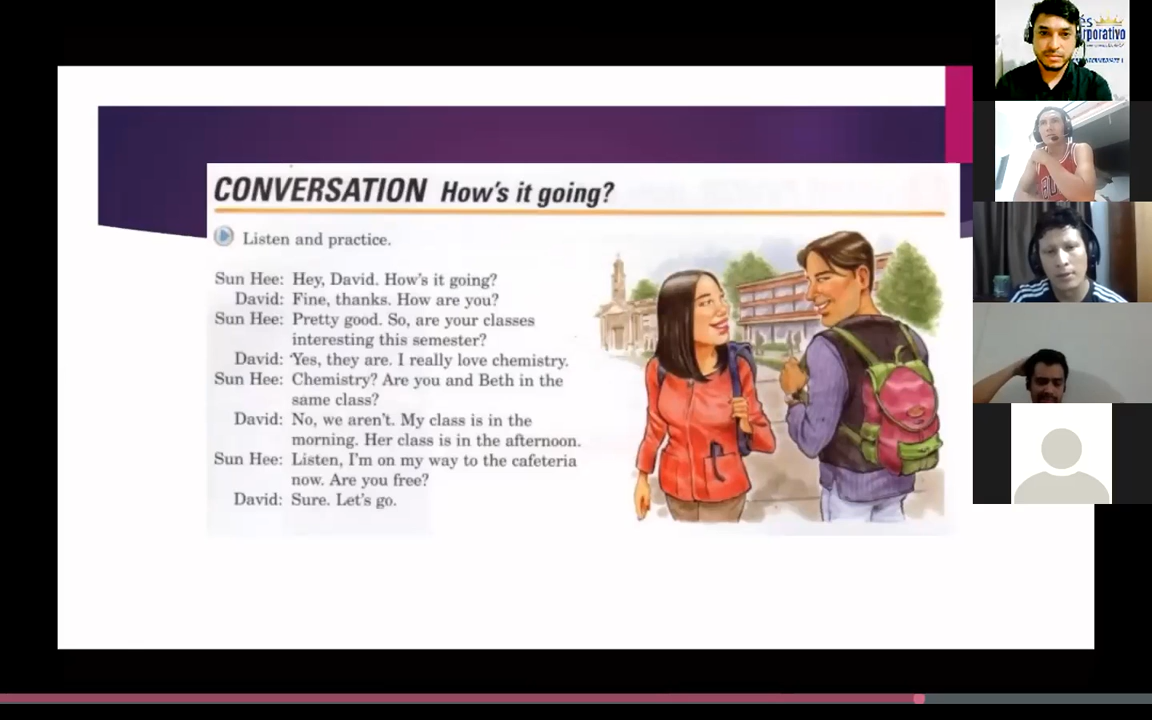 CONVERSATION How's it going?
Listen and practice.
Sun Hee: Hey, David. How's it going?
David: Fine, thanks. How are you?
Sun Hee: Pretty good. So, are your classes
interesting this semester?
David: Yes, they are. I really love chemistry.
Sun Hee: Chemistry? Are you and Beth in the
same class?
David: No, we aren't. My class is in the
morning. Her class is in the afternoon.
Sun Hee: Listen, I'm on my way to the cafeteria
now. Are you free?
David: Sure. Let's go.
és
rporativo